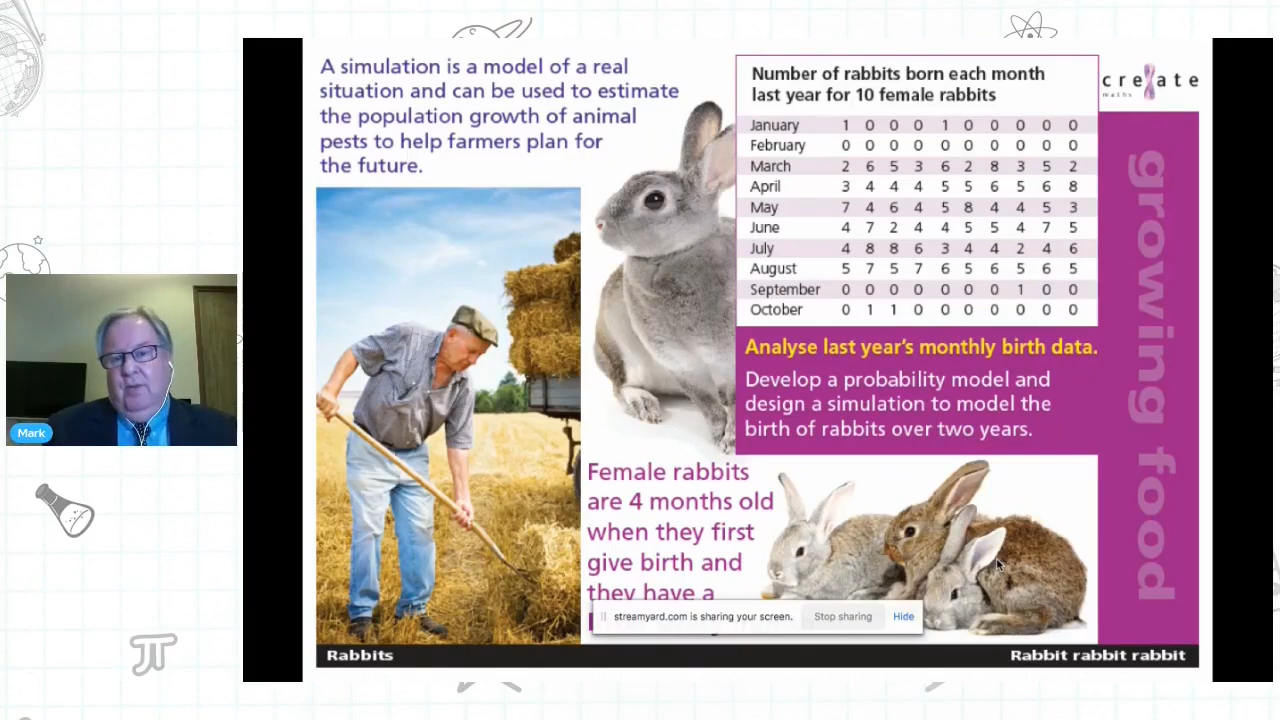 A simulation is a model of a real
situation and can be used to estimate
the population growth of animal
pests to help farmers plan for
the future.
Number of rabbits born each month
last year for 10 female rabbits
January 1 0 0 0 1 0 0 0 0 0
February 0 0 0 0 0 0 0 0 0 0
March 2 6 5 3 6 2 8 3 5 2
April 3 4 4 4 5 5 6 5 6 8
May 7 4 6 4 5 8 4 4 5 3
June 4 7 2 4 4 5 5 4 7 5
July 4 8 8 6 3 4 4 2 4 6
August 5 7 5 7 6 5 6 5 6 5
September 0 0 0 0 0 0 0 1 0 0
October 0 1 1 0 0 0 0 0 0 0
cre8ate
maths
growing food
Analyse last year's monthly birth data.
Develop a probability model and
design a simulation to model the
birth of rabbits over two years.
Female rabbits
are 4 months old
when they first
give birth and
they have a
streamyard.com is sharing your screen. Stop sharing Hide
Rabbits
Rabbit rabbit rabbit
Mark
π